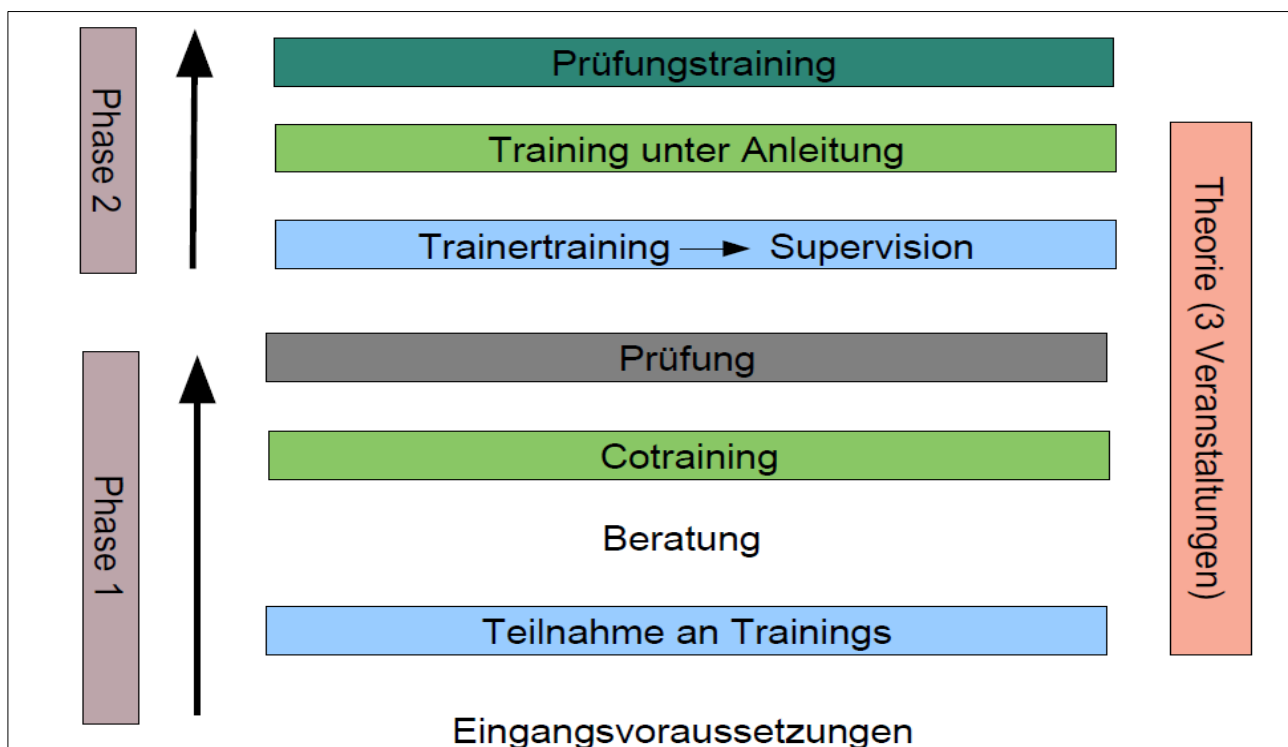 Phase 2
Prüfungstraining
Training unter Anleitung
Trainertraining → Supervision
Phase 1
Prüfung
Cotraining
Beratung
Teilnahme an Trainings
Eingangsvoraussetzungen
Theorie (3 Veranstaltungen)